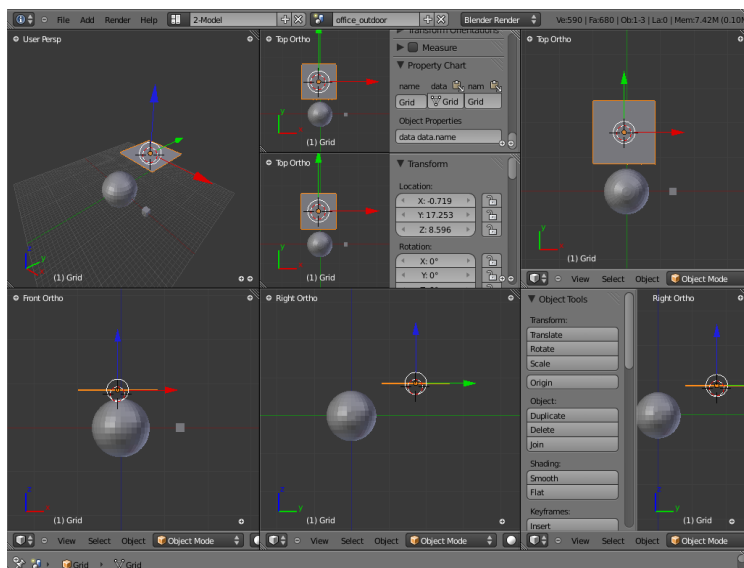 File Add Render Help 2-Model office_outdoor Blender Render Ve:590 | Fa:680 | Ob:1-3 | La:0 | Mem:7.42M (0.10M
User Persp
(1) Grid
Top Ortho
(1) Grid
Transform Orientations
Measure
Property Chart
name data nam
Grid Grid Grid
Object Properties
data data.name
Top Ortho
(1) Grid
Transform
Location:
X: -0.719
Y: 17.253
Z: 8.596
Rotation:
X: 0°
Y: 0°
Top Ortho
(1) Grid
View Select Object Object Mode
Front Ortho
(1) Grid
View Select Object Object Mode
Right Ortho
(1) Grid
View Select Object Object Mode
Object Tools
Transform:
Translate
Rotate
Scale
Origin
Object:
Duplicate
Delete
Join
Shading:
Smooth
Flat
Keyframes:
Insert
Right Ortho
(1) Grid
View Select Object Object Mode
Grid Grid